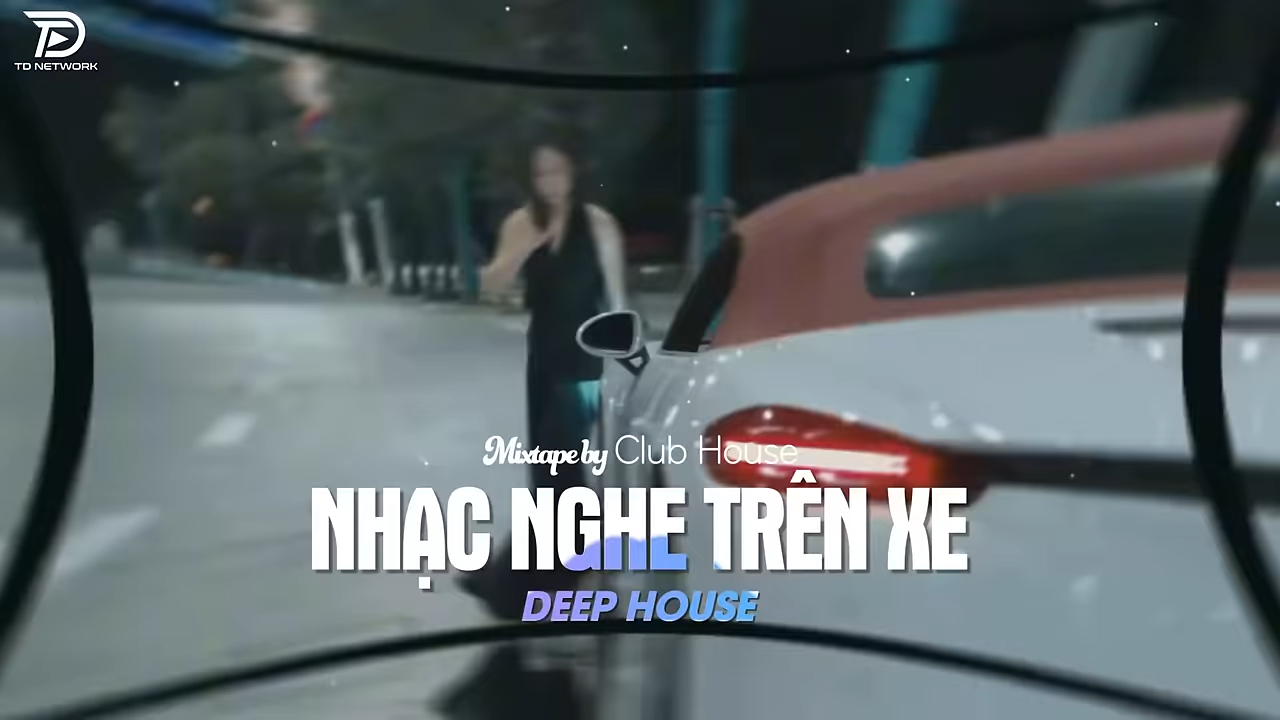 TD NETWORK
Mixtape by Club House
NHẠC NGHE TRÊN XE
DEEP HOUSE